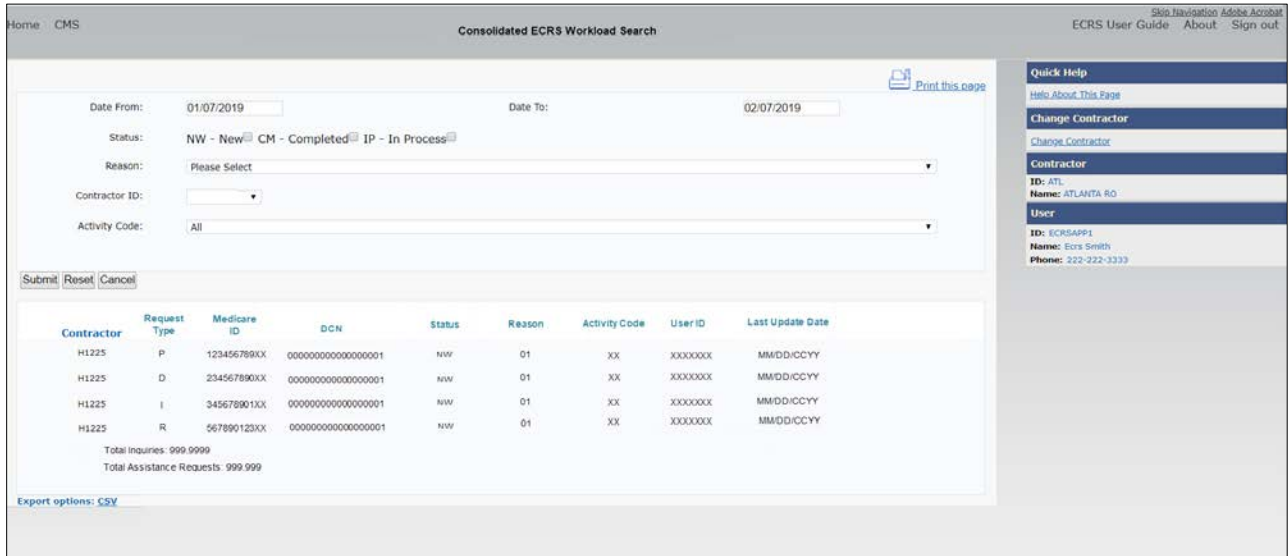 Skip Navigation Adobe Acrobat
Home CMS Consolidated ECRS Workload Search ECRS User Guide About Sign out
Print this page
Date From: 01/07/2019 Date To: 02/07/2019
Status: NW - New CM - Completed IP - In Process
Reason: Please Select
Contractor ID:
Activity Code: All
Submit Reset Cancel
Contractor Request Type Medicare ID DCN Status Reason Activity Code User ID Last Update Date
H1225 P 123456789XX 000000000000000001 NW 01 XX XXXXXXX MM/DD/CCYY
H1225 D 234567890XX 000000000000000001 NW 01 XX XXXXXXX MM/DD/CCYY
H1225 I 345678901XX 000000000000000001 NW 01 XX XXXXXXX MM/DD/CCYY
H1225 R 567890123XX 000000000000000001 NW 01 XX XXXXXXX MM/DD/CCYY
Total Inquiries: 999.9999
Total Assistance Requests: 999.999
Export options: CSV
Quick Help
Help About This Page
Change Contractor
Change Contractor
Contractor
ID: ATL
Name: ATLANTA RO
User
ID: ECRSAPP1
Name: Ecrs Smith
Phone: 222-222-3333